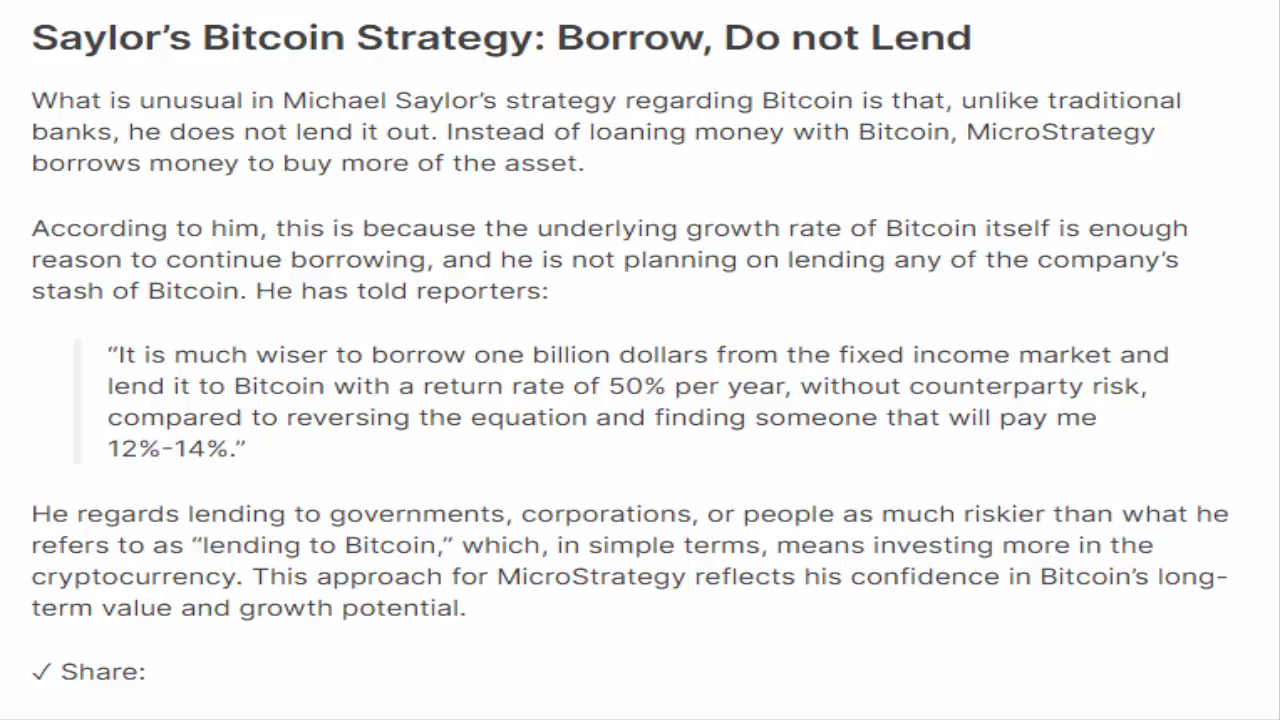 Saylor’s Bitcoin Strategy: Borrow, Do not Lend
What is unusual in Michael Saylor’s strategy regarding Bitcoin is that, unlike traditional
banks, he does not lend it out. Instead of loaning money with Bitcoin, MicroStrategy
borrows money to buy more of the asset.
According to him, this is because the underlying growth rate of Bitcoin itself is enough
reason to continue borrowing, and he is not planning on lending any of the company’s
stash of Bitcoin. He has told reporters:
“It is much wiser to borrow one billion dollars from the fixed income market and
lend it to Bitcoin with a return rate of 50% per year, without counterparty risk,
compared to reversing the equation and finding someone that will pay me
12%-14%.”
He regards lending to governments, corporations, or people as much riskier than what he
refers to as “lending to Bitcoin,” which, in simple terms, means investing more in the
cryptocurrency. This approach for MicroStrategy reflects his confidence in Bitcoin’s long-
term value and growth potential.
✓ Share: